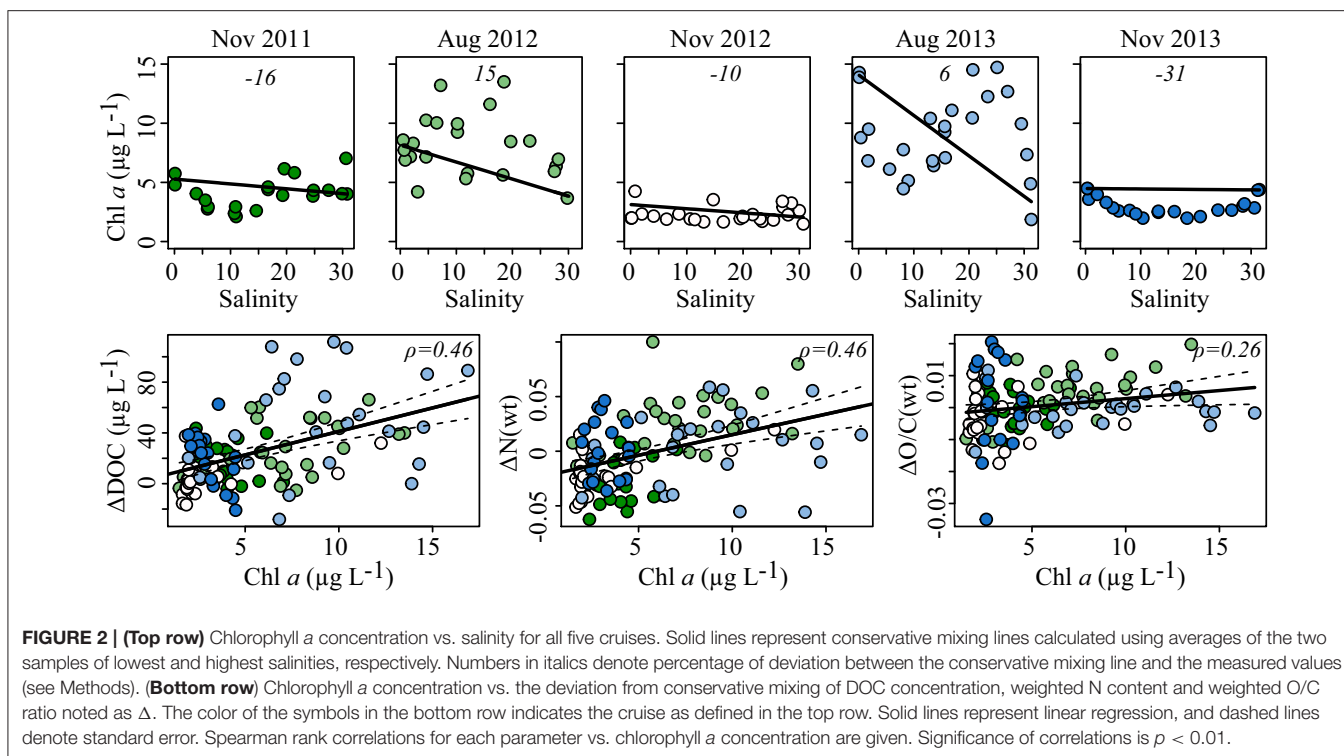 Nov 2011 Aug 2012 Nov 2012 Aug 2013 Nov 2013
-16 15 -10 6 -31
Chl a (µg L-1)
15
10
5
0
0 10 20 30 0 10 20 30 0 10 20 30 0 10 20 30 0 10 20 30
Salinity Salinity Salinity Salinity Salinity
ΔDOC (µg L-1)
80
40
0
ρ=0.46
5 10 15
Chl a (µg L-1)
ΔN(wt)
0.05
0
-0.05
ρ=0.46
5 10 15
Chl a (µg L-1)
ΔO/C(wt)
0.01
-0.03
ρ=0.26
5 10 15
Chl a (µg L-1)
FIGURE 2 | (Top row) Chlorophyll a concentration vs. salinity for all five cruises. Solid lines represent conservative mixing lines calculated using averages of the two
samples of lowest and highest salinities, respectively. Numbers in italics denote percentage of deviation between the conservative mixing line and the measured values
(see Methods). (Bottom row) Chlorophyll a concentration vs. the deviation from conservative mixing of DOC concentration, weighted N content and weighted O/C
ratio noted as Δ. The color of the symbols in the bottom row indicates the cruise as defined in the top row. Solid lines represent linear regression, and dashed lines
denote standard error. Spearman rank correlations for each parameter vs. chlorophyll a concentration are given. Significance of correlations is p < 0.01.